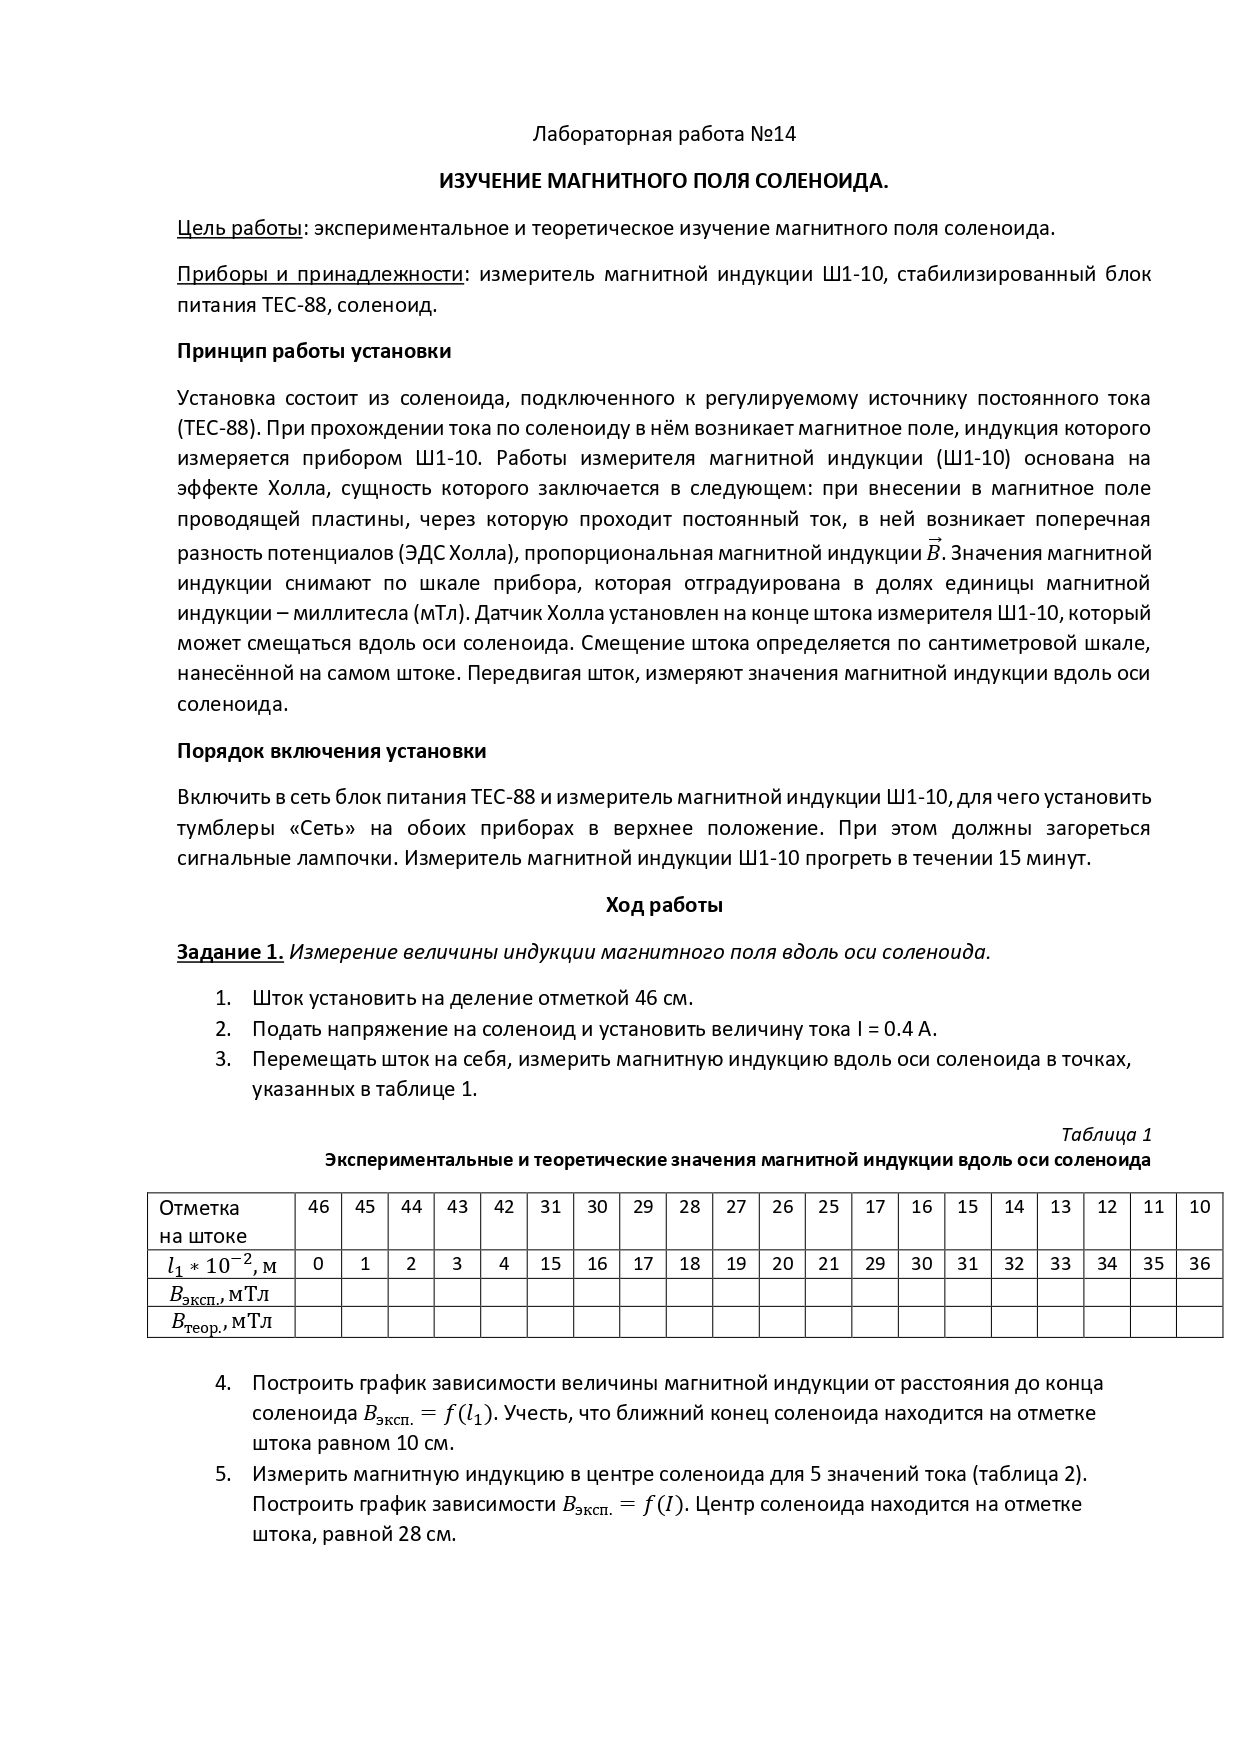 Лабораторная работа №14
ИЗУЧЕНИЕ МАГНИТНОГО ПОЛЯ СОЛЕНОИДА.
Цель работы: экспериментальное и теоретическое изучение магнитного поля соленоида.
Приборы и принадлежности: измеритель магнитной индукции Ш1-10, стабилизированный блок
питания ТЕС-88, соленоид.
Принцип работы установки
Установка состоит из соленоида, подключенного к регулируемому источнику постоянного тока
(ТЕС-88). При прохождении тока по соленоиду в нём возникает магнитное поле, индукция которого
измеряется прибором Ш1-10. Работы измерителя магнитной индукции (Ш1-10) основана на
эффекте Холла, сущность которого заключается в следующем: при внесении в магнитное поле
проводящей пластины, через которую проходит постоянный ток, в ней возникает поперечная
разность потенциалов (ЭДС Холла), пропорциональная магнитной индукции B⃗. Значения магнитной
индукции снимают по шкале прибора, которая отградуирована в долях единицы магнитной
индукции – миллитесла (мТл). Датчик Холла установлен на конце штока измерителя Ш1-10, который
может смещаться вдоль оси соленоида. Смещение штока определяется по сантиметровой шкале,
нанесённой на самом штоке. Передвигая шток, измеряют значения магнитной индукции вдоль оси
соленоида.
Порядок включения установки
Включить в сеть блок питания ТЕС-88 и измеритель магнитной индукции Ш1-10, для чего установить
тумблеры «Сеть» на обоих приборах в верхнее положение. При этом должны загореться
сигнальные лампочки. Измеритель магнитной индукции Ш1-10 прогреть в течении 15 минут.
Ход работы
Задание 1. Измерение величины индукции магнитного поля вдоль оси соленоида.
1. Шток установить на деление отметкой 46 см.
2. Подать напряжение на соленоид и установить величину тока I = 0.4 А.
3. Перемещать шток на себя, измерить магнитную индукцию вдоль оси соленоида в точках,
указанных в таблице 1.
Таблица 1
Экспериментальные и теоретические значения магнитной индукции вдоль оси соленоида
Отметка на штоке 46 45 44 43 42 31 30 29 28 27 26 25 17 16 15 14 13 12 11 10
l₁ * 10⁻², м 0 1 2 3 4 15 16 17 18 19 20 21 29 30 31 32 33 34 35 36
Bэксп., мТл
Bтеор., мТл
4. Построить график зависимости величины магнитной индукции от расстояния до конца
соленоида Bэксп. = f(l₁). Учесть, что ближний конец соленоида находится на отметке
штока равном 10 см.
5. Измерить магнитную индукцию в центре соленоида для 5 значений тока (таблица 2).
Построить график зависимости Bэксп. = f(I). Центр соленоида находится на отметке
штока, равной 28 см.